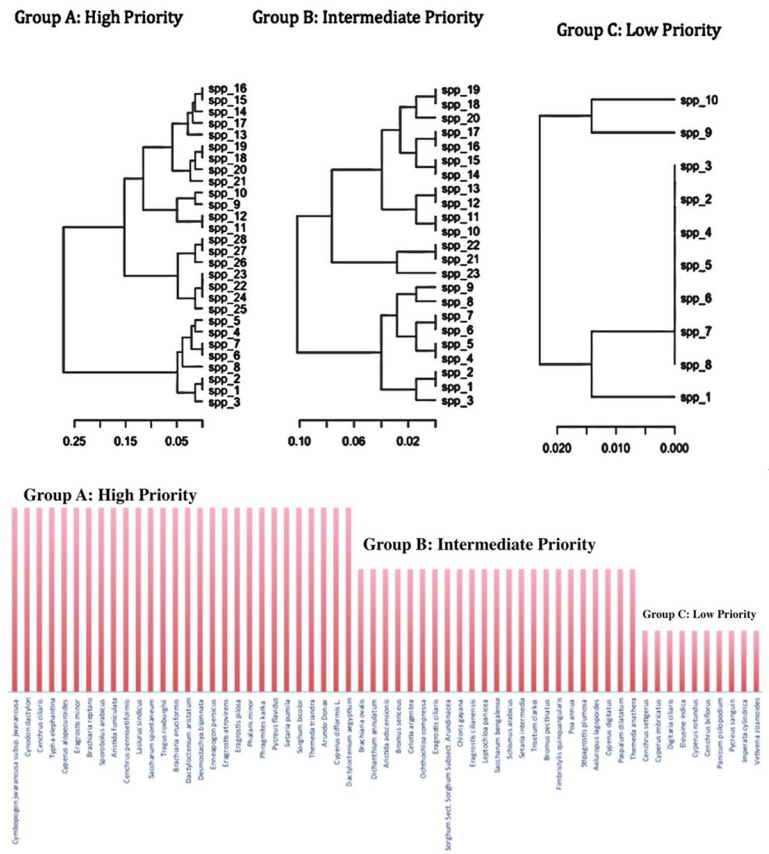 Group A: High Priority
Group B: Intermediate Priority
Group C: Low Priority
spp_16
spp_15
spp_14
spp_17
spp_13
spp_19
spp_18
spp_20
spp_21
spp_10
spp_9
spp_12
spp_11
spp_28
spp_27
spp_26
spp_23
spp_22
spp_24
spp_25
spp_5
spp_4
spp_7
spp_6
spp_8
spp_2
spp_1
spp_3
0.25 0.15 0.05
spp_19
spp_18
spp_20
spp_17
spp_16
spp_15
spp_14
spp_13
spp_12
spp_11
spp_10
spp_22
spp_21
spp_23
spp_9
spp_8
spp_7
spp_6
spp_5
spp_4
spp_2
spp_1
spp_3
0.10 0.06 0.02
spp_10
spp_9
spp_3
spp_2
spp_4
spp_5
spp_6
spp_7
spp_8
spp_1
0.020 0.010 0.000
Group A: High Priority
Group B: Intermediate Priority
Group C: Low Priority
Cymbopogon jwarancusa subsp. jwarancusa
Cynodon dactylon
Cenchrus ciliaris
Typha elephantina
Cyperus alopecuroides
Eragrostis minor
Brachiaria reptans
Sporobolus arabicus
Aristida funiculata
Cenchrus pennisetiformis
Lasiurus sindicus
Saccharum spontaneum
Tragus roxburghii
Brachiaria eruciformis
Dactyloctenium aristatum
Desmostachya bipinnata
Enneapogon persicus
Eragrostis atrovirens
Eragrostis pilosa
Phalaris minor
Phragmites karka
Pycreus flavidus
Setaria pumila
Sorghum bicolor
Themeda triandra
Arundo Donax
Cyperus difformis L.
Dactyloctenium aegyptium
Brachiaria ovalis
Dichanthium annulatum
Aristida adscensionis
Bromus sericeus
Celotia argentea
Ochthochloa compressa
Eragrostis ciliaris
Sorghum Sect. Sorghum Subsect. Arundinacea
Chloris gayana
Eragrostis cilianensis
Leptochloa panicea
Saccharum bengalense
Schismus arabicus
Setaria intermedia
Trisetum clarkei
Bromus pectinatus
Fimbristylis quinquangularis
Poa annua
Stipagrostis plumosa
Aeluropus lagopoides
Cyperus digitatus
Paspalum dilatatum
Themeda anathera
Cenchrus setigerus
Cyperus imbricatus
Digitaria ciliaris
Eleusine indica
Cyperus rotundus
Cenchrus biflorus
Panicum psilopodium
Pycreus sanguin
Imperata cylindrica
Vetiveria zizanoides